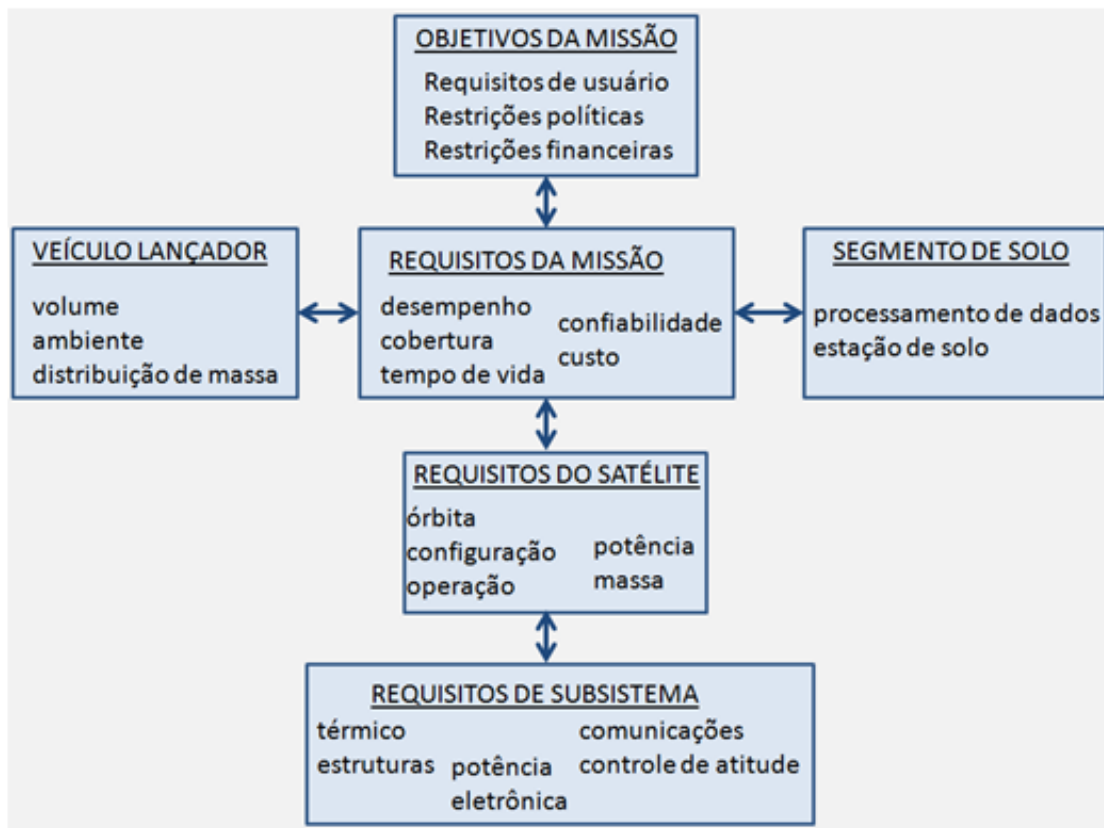 OBJETIVOS DA MISSÃO
Requisitos de usuário
Restrições políticas
Restrições financeiras
VEÍCULO LANÇADOR
volume
ambiente
distribuição de massa
REQUISITOS DA MISSÃO
desempenho
cobertura
tempo de vida
confiabilidade
custo
SEGMENTO DE SOLO
processamento de dados
estação de solo
REQUISITOS DO SATÉLITE
órbita
configuração
operação
potência
massa
REQUISITOS DE SUBSISTEMA
térmico
estruturas
potência
eletrônica
comunicações
controle de atitude